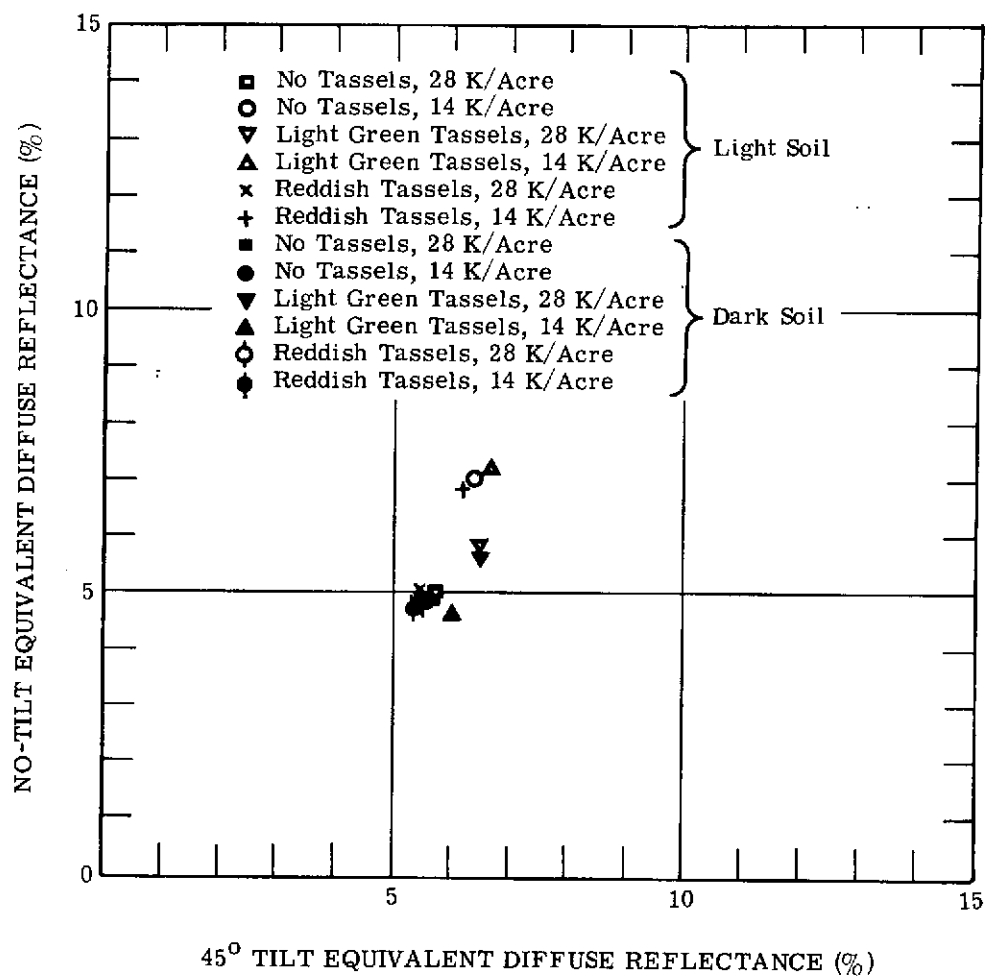 15
NO-TILT EQUIVALENT DIFFUSE REFLECTANCE (%)
No Tassels, 28 K/Acre
No Tassels, 14 K/Acre
Light Green Tassels, 28 K/Acre
Light Green Tassels, 14 K/Acre
Reddish Tassels, 28 K/Acre
Reddish Tassels, 14 K/Acre
Light Soil
No Tassels, 28 K/Acre
No Tassels, 14 K/Acre
Light Green Tassels, 28 K/Acre
Light Green Tassels, 14 K/Acre
Reddish Tassels, 28 K/Acre
Reddish Tassels, 14 K/Acre
Dark Soil
10
5
0
5
10
15
45° TILT EQUIVALENT DIFFUSE REFLECTANCE (%)